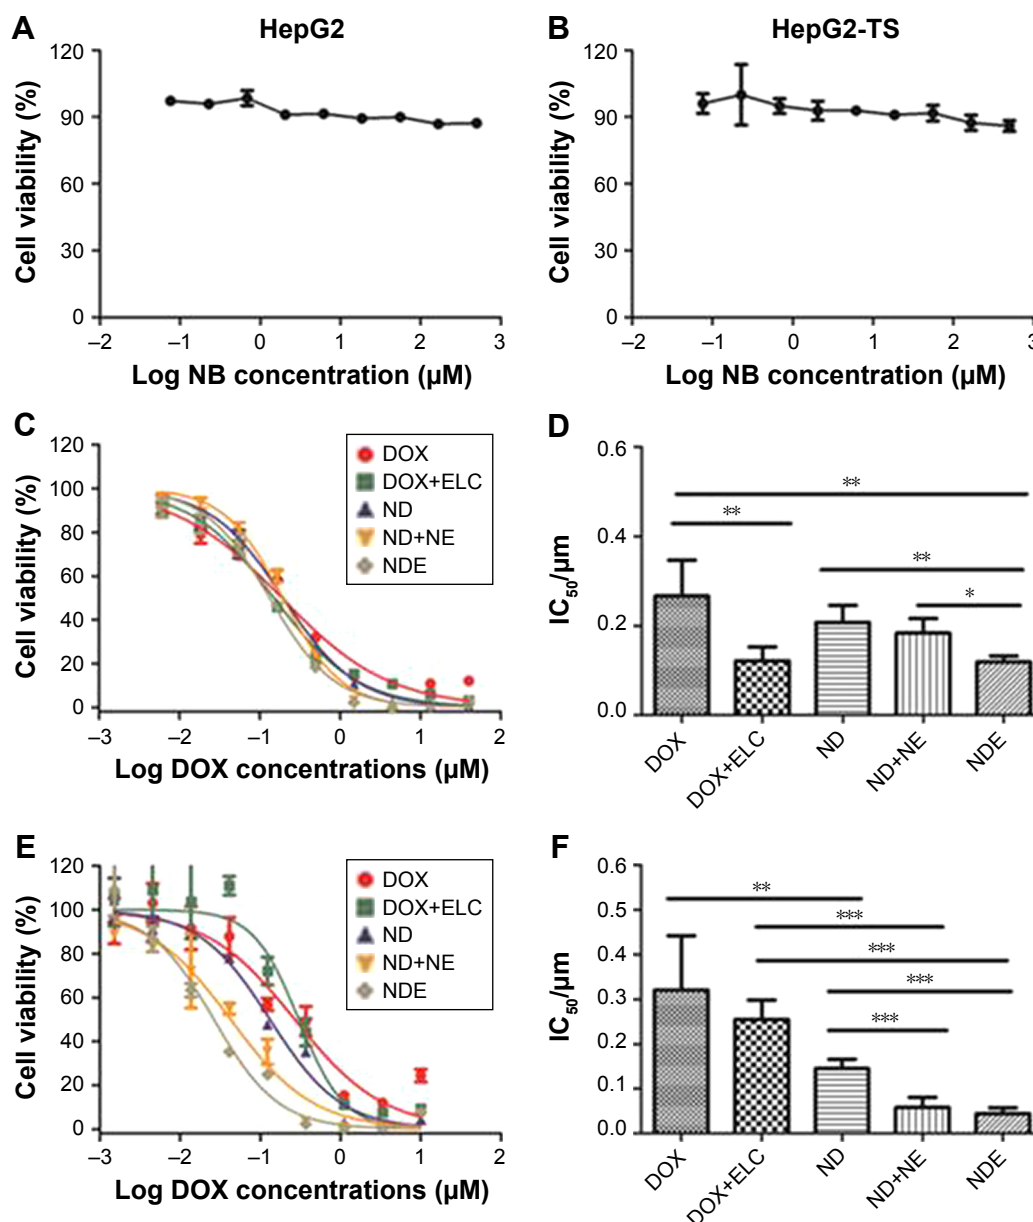 A
HepG2
120
90
60
30
0
Cell viability (%)
–2
–1
0
1
2
3
Log NB concentration (µM)
B
HepG2-TS
120
90
60
30
0
Cell viability (%)
–2
–1
0
1
2
3
Log NB concentration (µM)
C
120
100
80
60
40
20
0
Cell viability (%)
DOX
DOX+ELC
ND
ND+NE
NDE
–3
–2
–1
0
1
2
Log DOX concentrations (µM)
D
0.6
0.4
0.2
0.0
IC50/µm
**
**
**
*
DOX
DOX+ELC
ND
ND+NE
NDE
E
120
100
80
60
40
20
0
Cell viability (%)
DOX
DOX+ELC
ND
ND+NE
NDE
–3
–2
–1
0
1
2
Log DOX concentrations (µM)
F
0.6
0.5
0.4
0.3
0.2
0.1
0.0
IC50/µm
**
***
***
***
***
DOX
DOX+ELC
ND
ND+NE
NDE